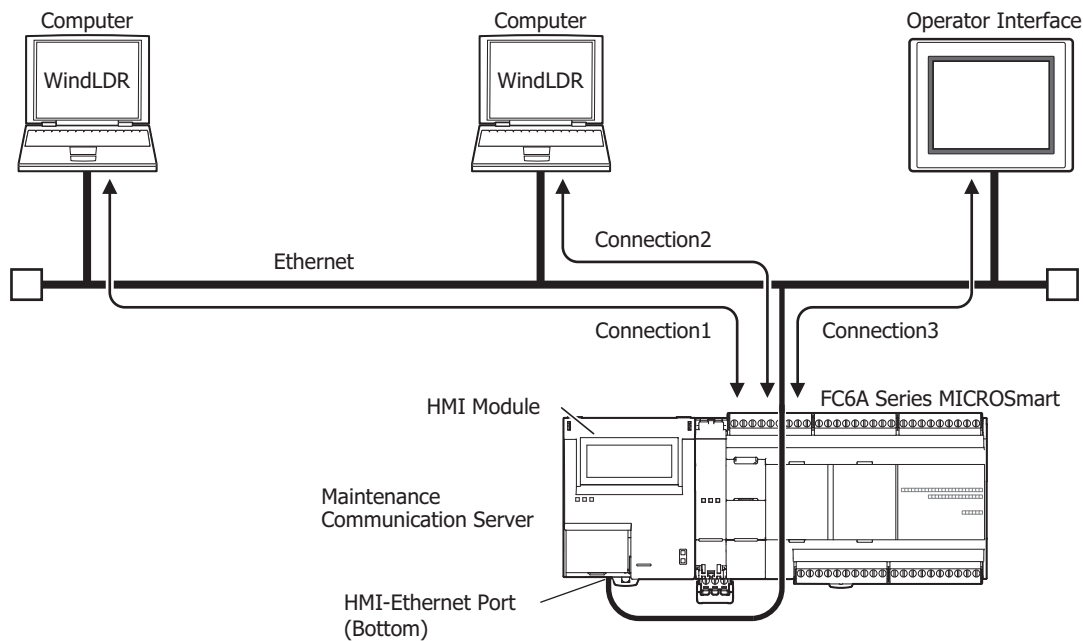 Computer
Computer
Operator Interface
WindLDR
WindLDR
Connection2
Ethernet
Connection1
Connection3
FC6A Series MICROSmart
HMI Module
Maintenance
Communication Server
HMI-Ethernet Port
(Bottom)